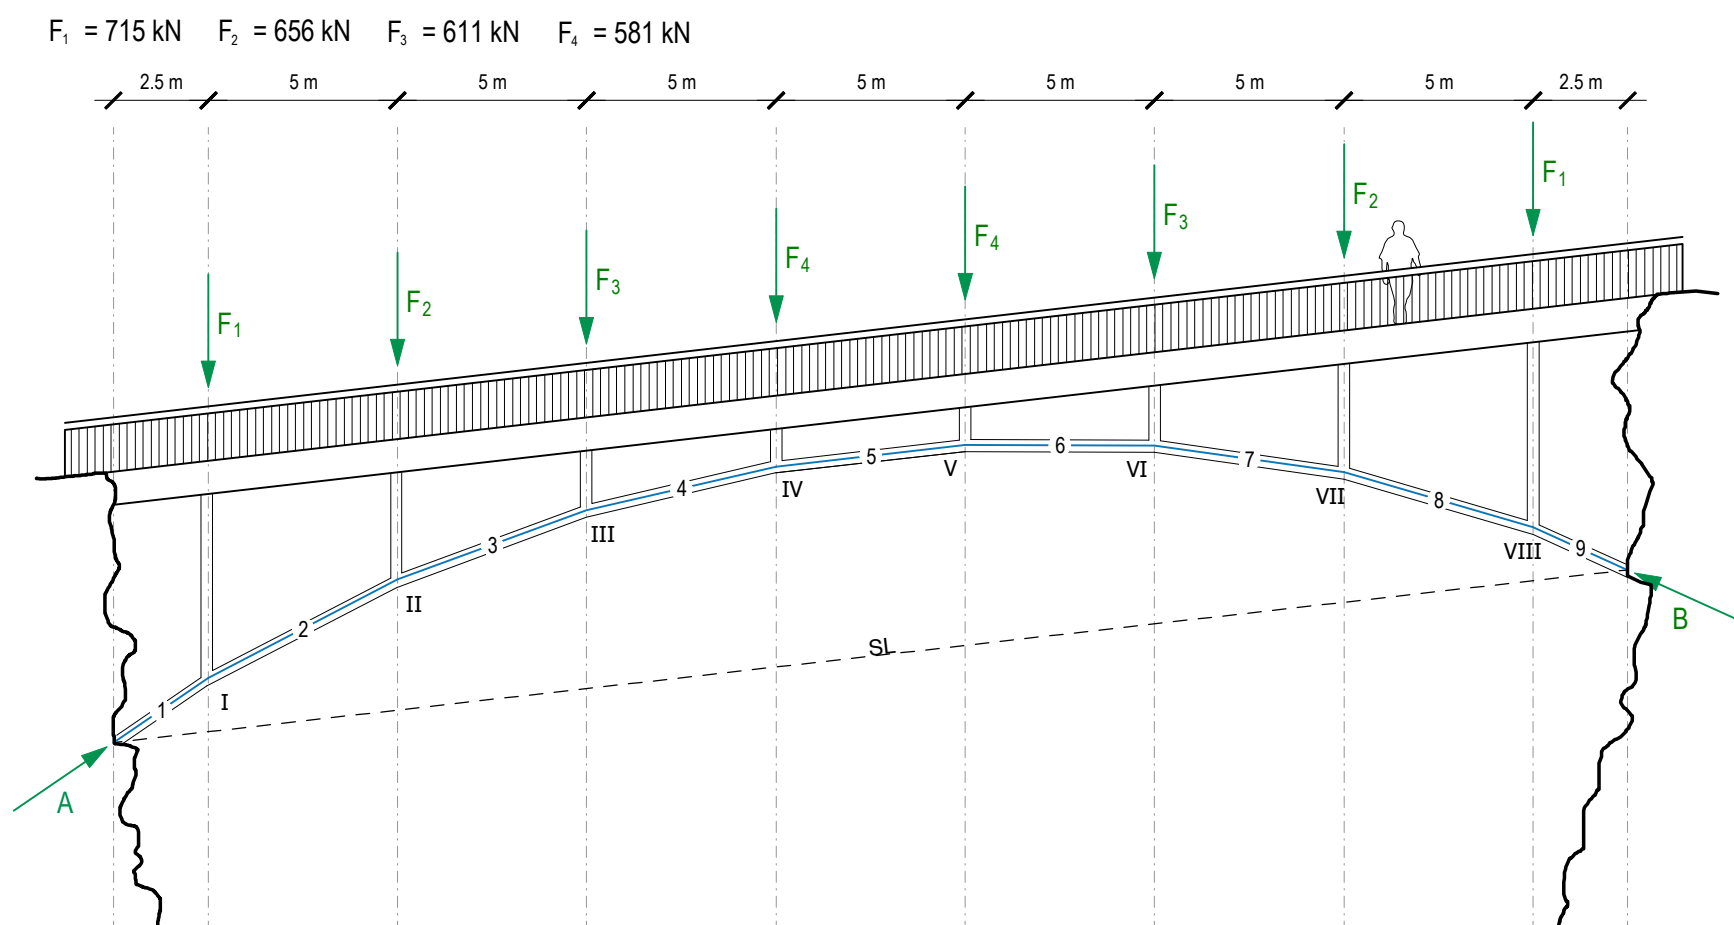 F₁ = 715 kN F₂ = 656 kN F₃ = 611 kN F₄ = 581 kN
2.5 m 5 m 5 m 5 m 5 m 5 m 5 m 5 m 2.5 m
F₁
F₂
F₃
F₄
F₄
F₃
F₂
F₁
1
2
3
4
5
6
7
8
9
I
II
III
IV
V
VI
VII
VIII
SL
A
B